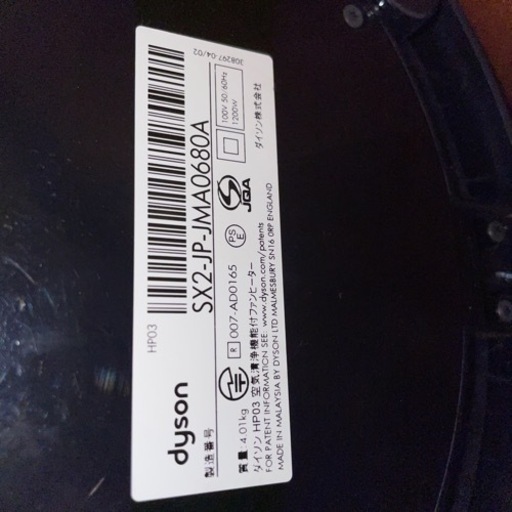 dyson
製造番号
HP03
SX2-JP-JMA0680A
308297-04/02
100V 50/60Hz
1200W
R 007-AD0165
PS
E
JQA
ダイソン株式会社
質量: 4.01kg
ダイソン HP03 空気清浄機能付ファンヒーター
FOR PATENT INFORMATION SEE: www.dyson.com/patents
MADE IN MALAYSIA BY DYSON LTD MALMESBURY SN16 0RP ENGLAND